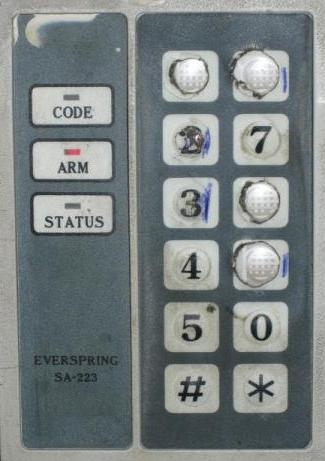 CODE
ARM
STATUS
EVERSPRING
SA-223
2 7
3
4
5 0
# *